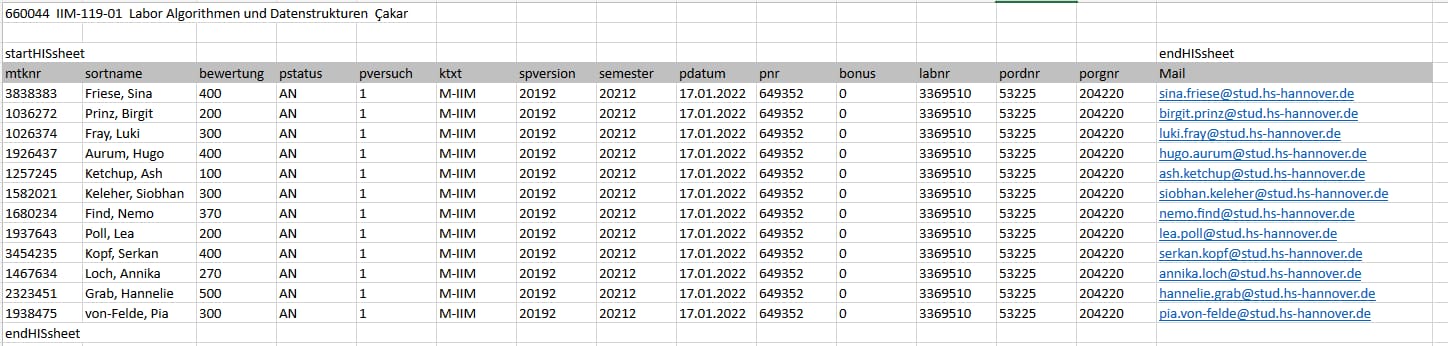 660044 IIM-119-01 Labor Algorithmen und Datenstrukturen Çakar
startHISsheet endHISsheet
mtknr sortname bewertung pstatus pversuch ktxt spversion semester pdatum pnr bonus labnr pordnr porgnr Mail
3838383 Friese, Sina 400 AN 1 M-IIM 20192 20212 17.01.2022 649352 0 3369510 53225 204220 sina.friese@stud.hs-hannover.de
1036272 Prinz, Birgit 200 AN 1 M-IIM 20192 20212 17.01.2022 649352 0 3369510 53225 204220 birgit.prinz@stud.hs-hannover.de
1026374 Fray, Luki 300 AN 1 M-IIM 20192 20212 17.01.2022 649352 0 3369510 53225 204220 luki.fray@stud.hs-hannover.de
1926437 Aurum, Hugo 400 AN 1 M-IIM 20192 20212 17.01.2022 649352 0 3369510 53225 204220 hugo.aurum@stud.hs-hannover.de
1257245 Ketchup, Ash 100 AN 1 M-IIM 20192 20212 17.01.2022 649352 0 3369510 53225 204220 ash.ketchup@stud.hs-hannover.de
1582021 Keleher, Siobhan 300 AN 1 M-IIM 20192 20212 17.01.2022 649352 0 3369510 53225 204220 siobhan.keleher@stud.hs-hannover.de
1680234 Find, Nemo 370 AN 1 M-IIM 20192 20212 17.01.2022 649352 0 3369510 53225 204220 nemo.find@stud.hs-hannover.de
1937643 Poll, Lea 200 AN 1 M-IIM 20192 20212 17.01.2022 649352 0 3369510 53225 204220 lea.poll@stud.hs-hannover.de
3454235 Kopf, Serkan 400 AN 1 M-IIM 20192 20212 17.01.2022 649352 0 3369510 53225 204220 serkan.kopf@stud.hs-hannover.de
1467634 Loch, Annika 270 AN 1 M-IIM 20192 20212 17.01.2022 649352 0 3369510 53225 204220 annika.loch@stud.hs-hannover.de
2323451 Grab, Hannelie 500 AN 1 M-IIM 20192 20212 17.01.2022 649352 0 3369510 53225 204220 hannelie.grab@stud.hs-hannover.de
1938475 von-Felde, Pia 300 AN 1 M-IIM 20192 20212 17.01.2022 649352 0 3369510 53225 204220 pia.von-felde@stud.hs-hannover.de
endHISsheet